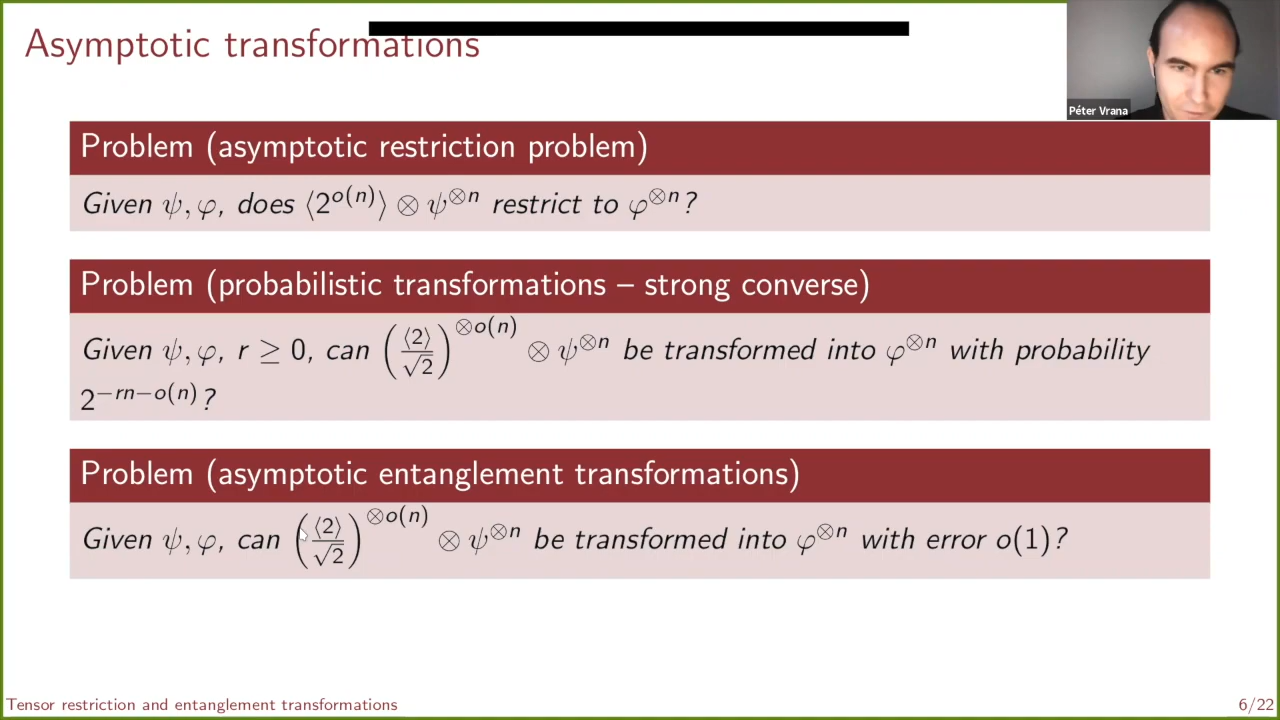 Asymptotic transformations
Péter Vrana
Problem (asymptotic restriction problem)
Given ψ, φ, does ⟨2^{o(n)}⟩ ⊗ ψ^{⊗n} restrict to φ^{⊗n}?
Problem (probabilistic transformations – strong converse)
Given ψ, φ, r ≥ 0, can (⟨2⟩/√2)^{⊗o(n)} ⊗ ψ^{⊗n} be transformed into φ^{⊗n} with probability
2^{−rn−o(n)}?
Problem (asymptotic entanglement transformations)
Given ψ, φ, can (⟨2⟩/√2)^{⊗o(n)} ⊗ ψ^{⊗n} be transformed into φ^{⊗n} with error o(1)?
Tensor restriction and entanglement transformations
6/22